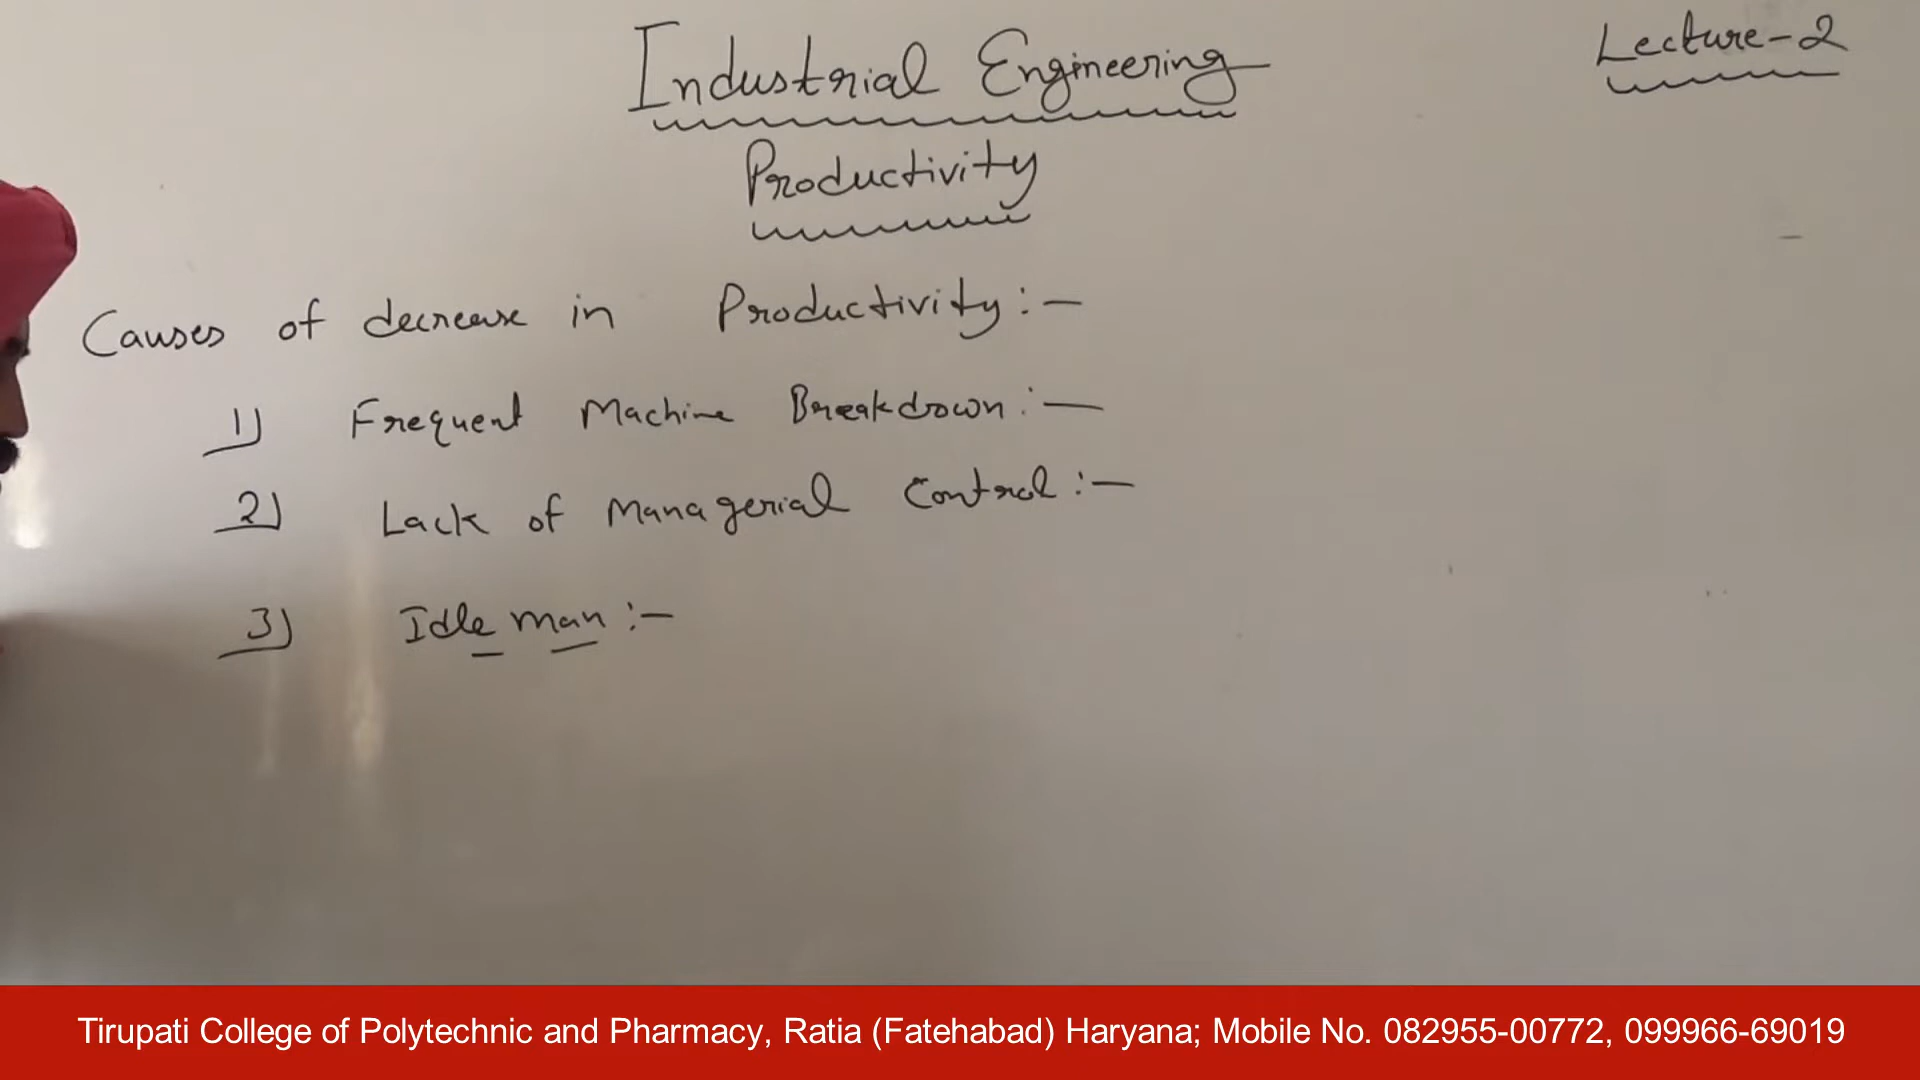 Industrial Engineering
Lecture-2
Productivity
Causes of decrease in Productivity:-
1) Frequent Machine Breakdown:-
2) Lack of Managerial Control:-
3) Idle man:-
Tirupati College of Polytechnic and Pharmacy, Ratia (Fatehabad) Haryana; Mobile No. 082955-00772, 099966-69019